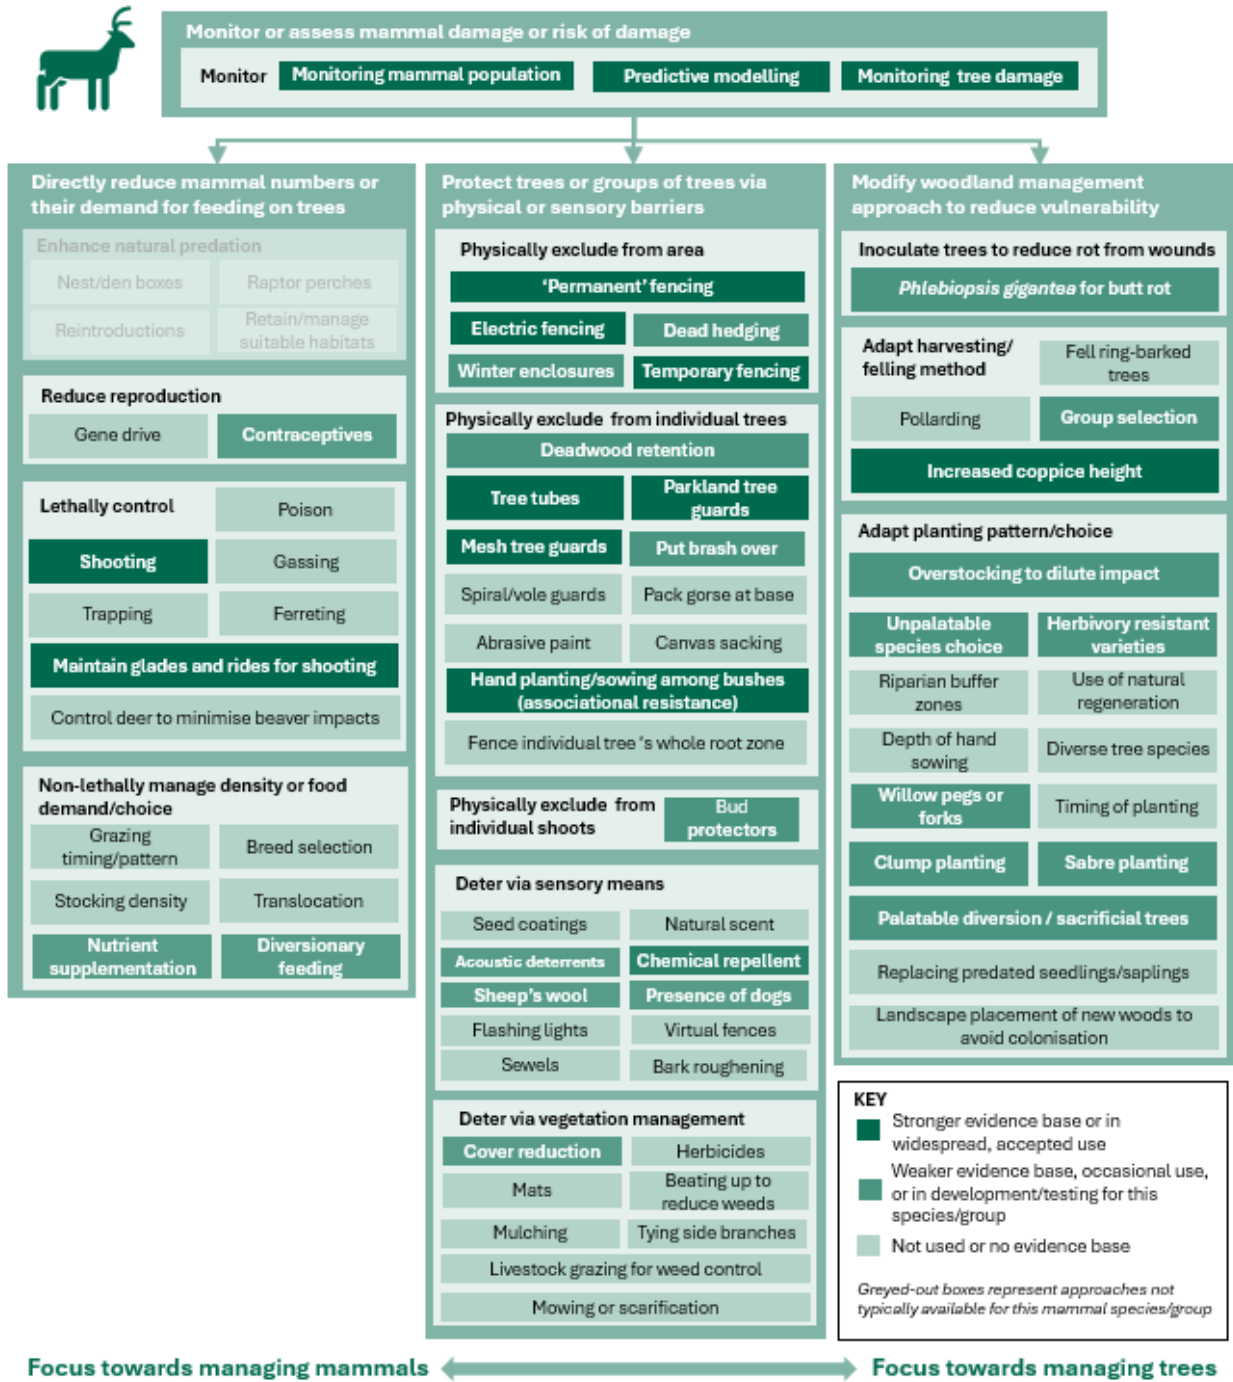 Monitor or assess mammal damage or risk of damage
Monitor
Monitoring mammal population
Predictive modelling
Monitoring tree damage
Directly reduce mammal numbers or
their demand for feeding on trees
Enhance natural predation
Nest/den boxes
Raptor perches
Reintroductions
Retain/manage
suitable habitats
Reduce reproduction
Gene drive
Contraceptives
Lethally control
Poison
Shooting
Gassing
Trapping
Ferreting
Maintain glades and rides for shooting
Control deer to minimise beaver impacts
Non-lethally manage density or food
demand/choice
Grazing
timing/pattern
Breed selection
Stocking density
Translocation
Nutrient
supplementation
Diversionary
feeding
Protect trees or groups of trees via
physical or sensory barriers
Physically exclude from area
‘Permanent’ fencing
Electric fencing
Dead hedging
Winter enclosures
Temporary fencing
Physically exclude from individual trees
Deadwood retention
Tree tubes
Parkland tree
guards
Mesh tree guards
Put brash over
Spiral/vole guards
Pack gorse at base
Abrasive paint
Canvas sacking
Hand planting/sowing among bushes
(associational resistance)
Fence individual tree 's whole root zone
Physically exclude from
individual shoots
Bud
protectors
Deter via sensory means
Seed coatings
Natural scent
Acoustic deterrents
Chemical repellent
Sheep's wool
Presence of dogs
Flashing lights
Virtual fences
Sewels
Bark roughening
Deter via vegetation management
Cover reduction
Herbicides
Mats
Beating up to
reduce weeds
Mulching
Tying side branches
Livestock grazing for weed control
Mowing or scarification
Modify woodland management
approach to reduce vulnerability
Inoculate trees to reduce rot from wounds
Phlebiopsis gigantea for butt rot
Adapt harvesting/
felling method
Fell ring-barked
trees
Pollarding
Group selection
Increased coppice height
Adapt planting pattern/choice
Overstocking to dilute impact
Unpalatable
species choice
Herbivory resistant
varieties
Riparian buffer
zones
Use of natural
regeneration
Depth of hand
sowing
Diverse tree species
Willow pegs or
forks
Timing of planting
Clump planting
Sabre planting
Palatable diversion / sacrificial trees
Replacing predated seedlings/saplings
Landscape placement of new woods to
avoid colonisation
KEY
Stronger evidence base or in
widespread, accepted use
Weaker evidence base, occasional use,
or in development/testing for this
species/group
Not used or no evidence base
Greyed-out boxes represent approaches not
typically available for this mammal species/group
Focus towards managing mammals
Focus towards managing trees